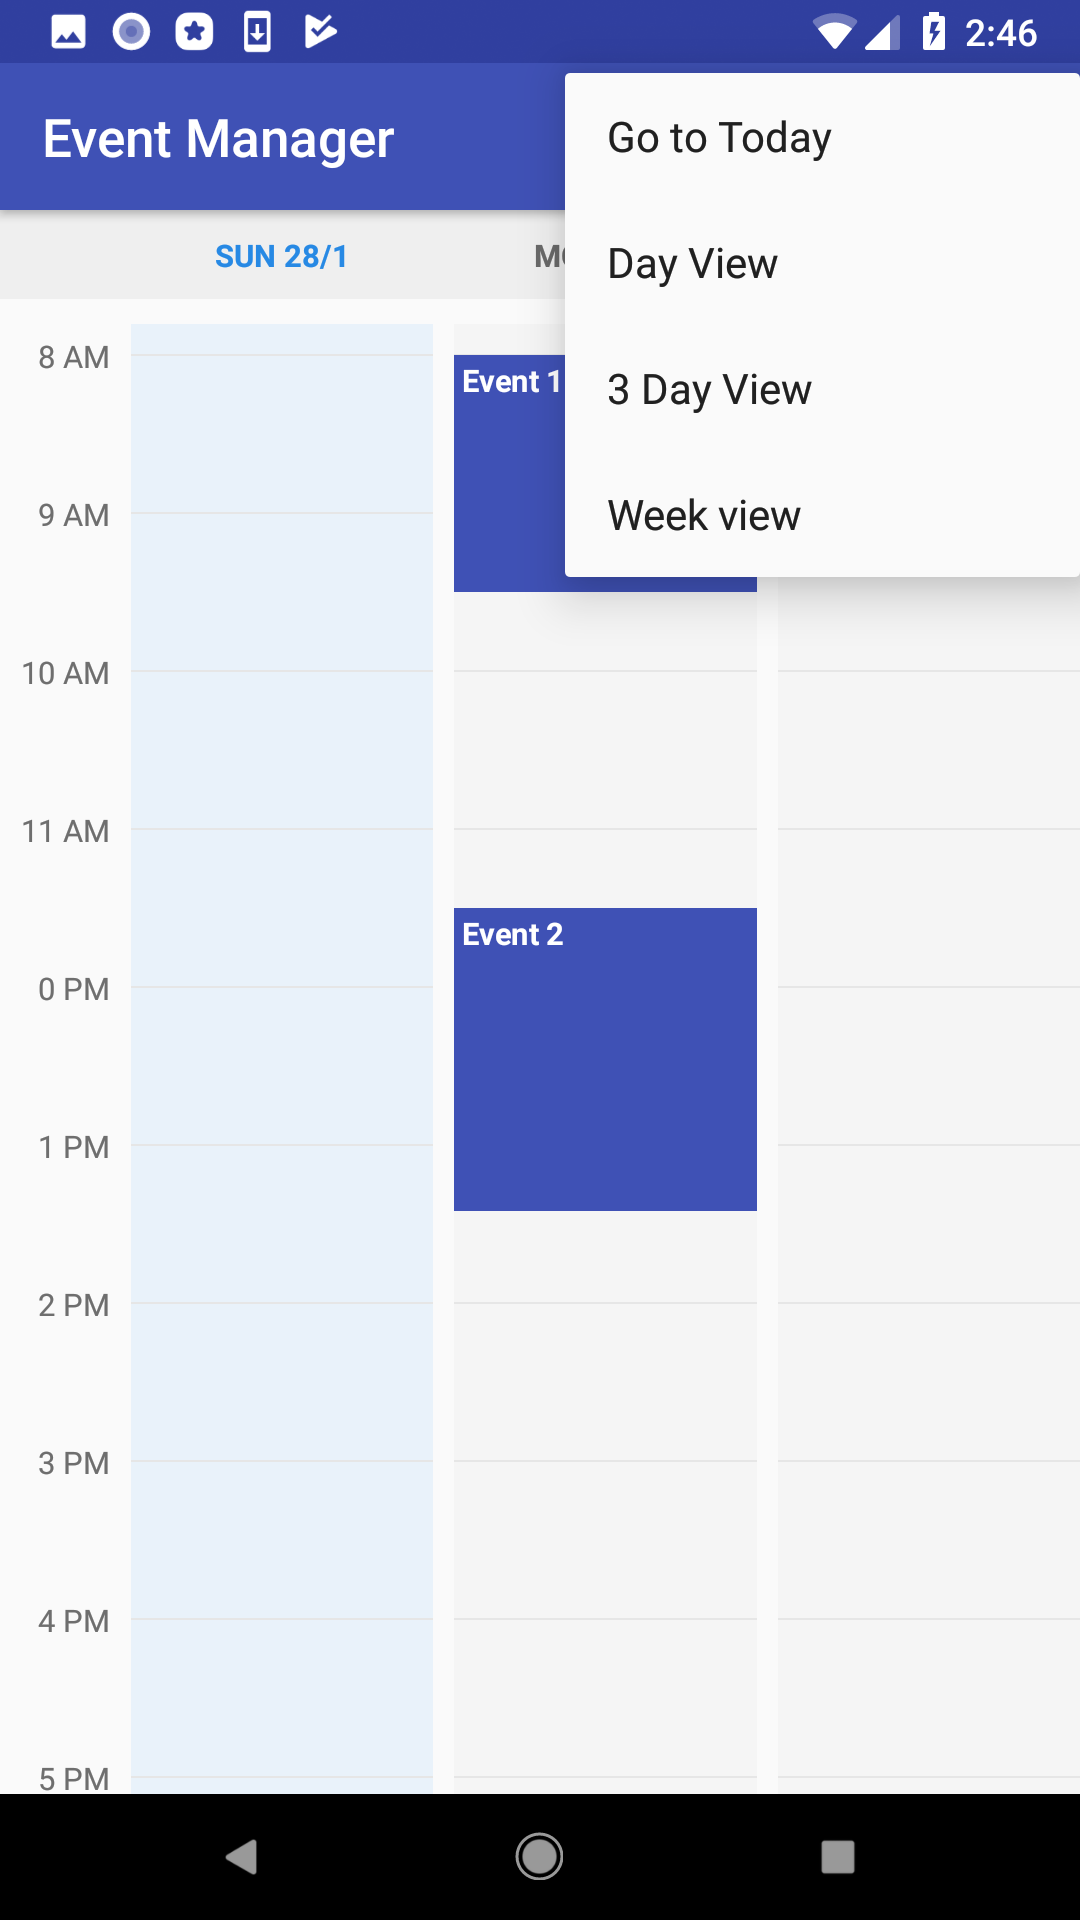 2:46
Event Manager
Go to Today
Day View
3 Day View
Week view
SUN 28/1
8 AM
Event 1
9 AM
10 AM
11 AM
Event 2
0 PM
1 PM
2 PM
3 PM
4 PM
5 PM